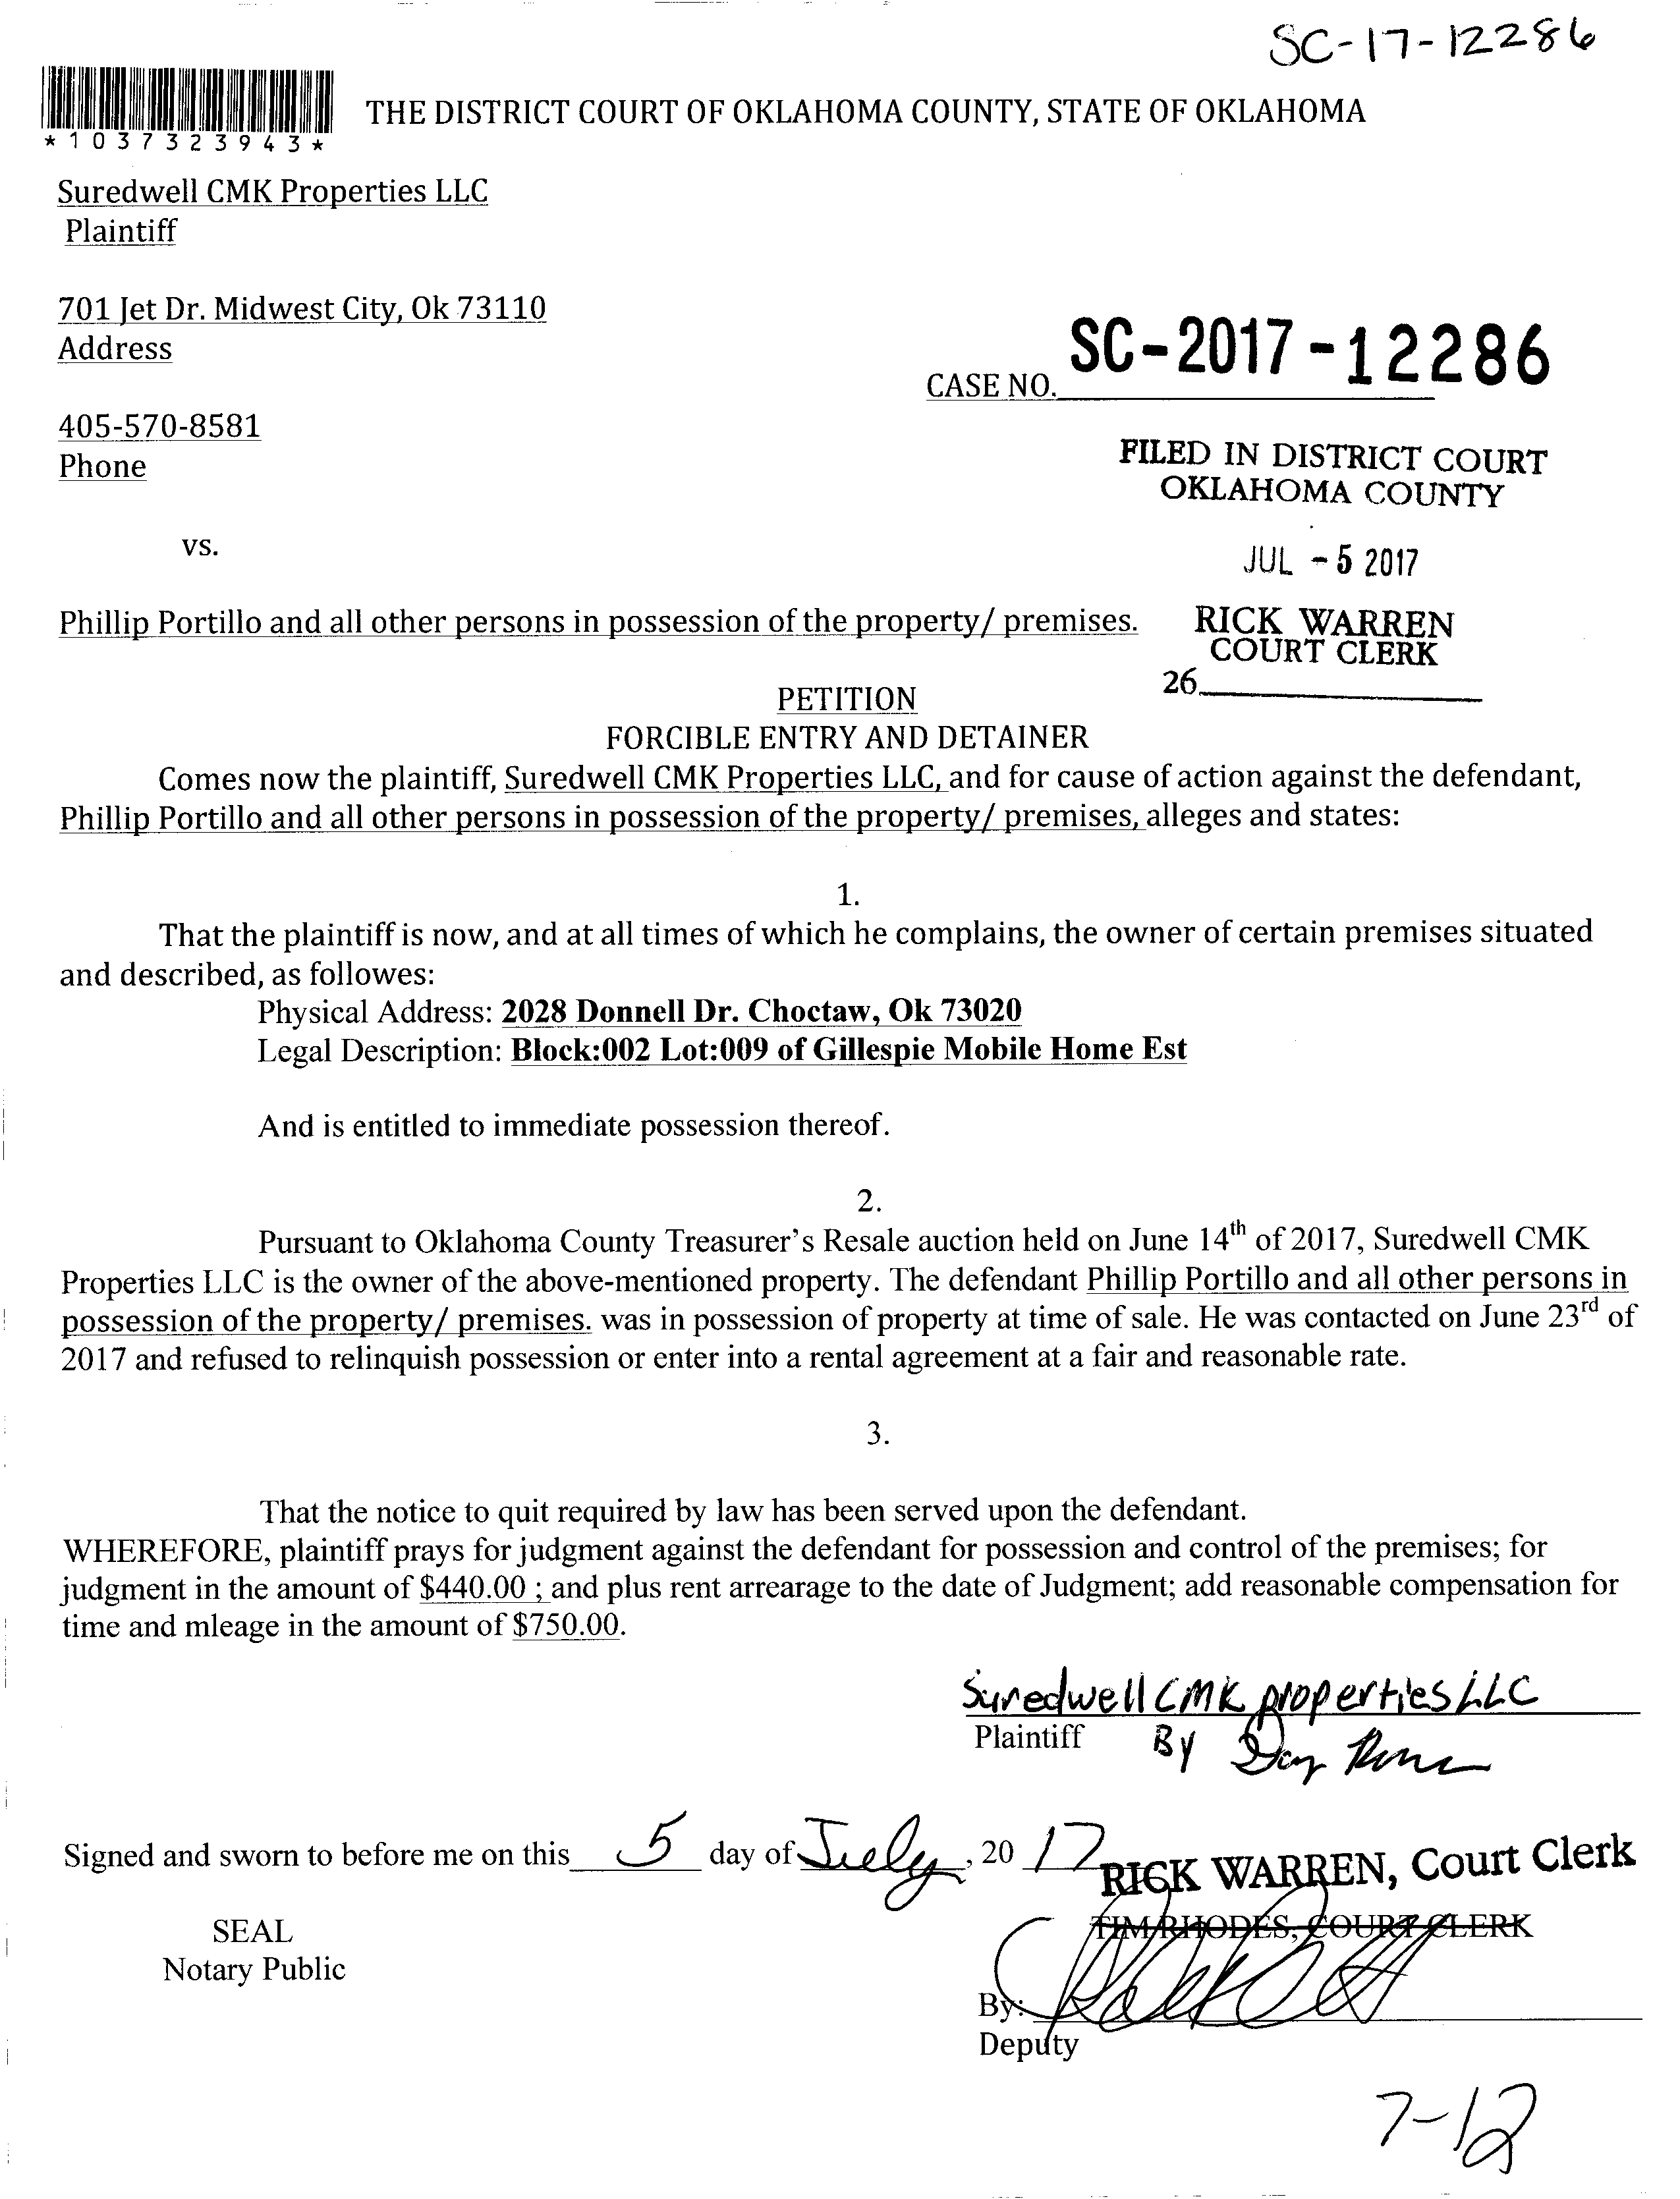 SC-17-12286
*1037323943*
THE DISTRICT COURT OF OKLAHOMA COUNTY, STATE OF OKLAHOMA
Suredwell CMK Properties LLC
Plaintiff
701 Jet Dr. Midwest City, Ok 73110
Address
SC-2017-12286
CASE NO.
405-570-8581
Phone
FILED IN DISTRICT COURT
OKLAHOMA COUNTY
vs.
JUL - 5 2017
Phillip Portillo and all other persons in possession of the property/ premises.
RICK WARREN
COURT CLERK
26
PETITION
FORCIBLE ENTRY AND DETAINER
Comes now the plaintiff, Suredwell CMK Properties LLC, and for cause of action against the defendant,
Phillip Portillo and all other persons in possession of the property/ premises, alleges and states:
1.
That the plaintiff is now, and at all times of which he complains, the owner of certain premises situated
and described, as followes:
Physical Address: 2028 Donnell Dr. Choctaw, Ok 73020
Legal Description: Block:002 Lot:009 of Gillespie Mobile Home Est
And is entitled to immediate possession thereof.
2.
Pursuant to Oklahoma County Treasurer's Resale auction held on June 14th of 2017, Suredwell CMK
Properties LLC is the owner of the above-mentioned property. The defendant Phillip Portillo and all other persons in
possession of the property/ premises. was in possession of property at time of sale. He was contacted on June 23rd of
2017 and refused to relinquish possession or enter into a rental agreement at a fair and reasonable rate.
3.
That the notice to quit required by law has been served upon the defendant.
WHEREFORE, plaintiff prays for judgment against the defendant for possession and control of the premises; for
judgment in the amount of $440.00 ; and plus rent arrearage to the date of Judgment; add reasonable compensation for
time and mleage in the amount of $750.00.
Suredwell CMK properties LLC
Plaintiff
By
Signed and sworn to before me on this 5 day of July, 20 17
RICK WARREN, Court Clerk
TIM RHODES, COURT CLERK
SEAL
Notary Public
By:
Deputy
7-12